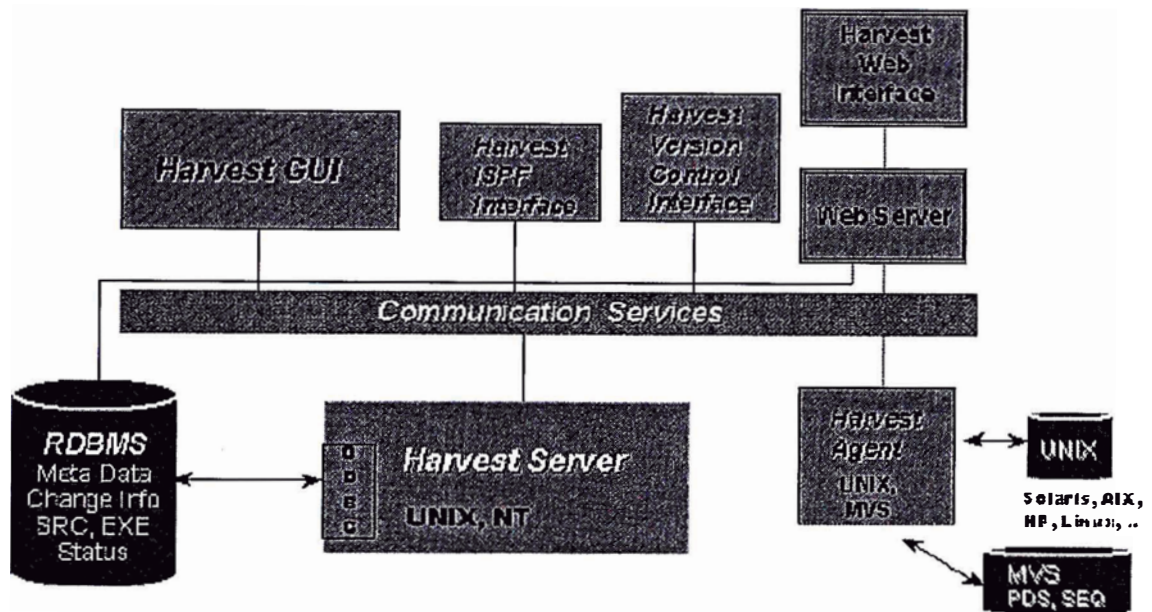 Harvest
Web
Interface
Harvest GUI
Harvest
ISPF
Interface
Harvest
Version
Control
Interface
Web Server
Communication Services
RDBMS
Meta Data
Change Info
SRC, EXE
Status
O
D
B
C
Harvest Server
UNIX, NT
Harvest
Agent
UNIX,
MVS
UNIX
Solaris, AIX,
HP, Linux, ..
MVS
PDS, SEQ